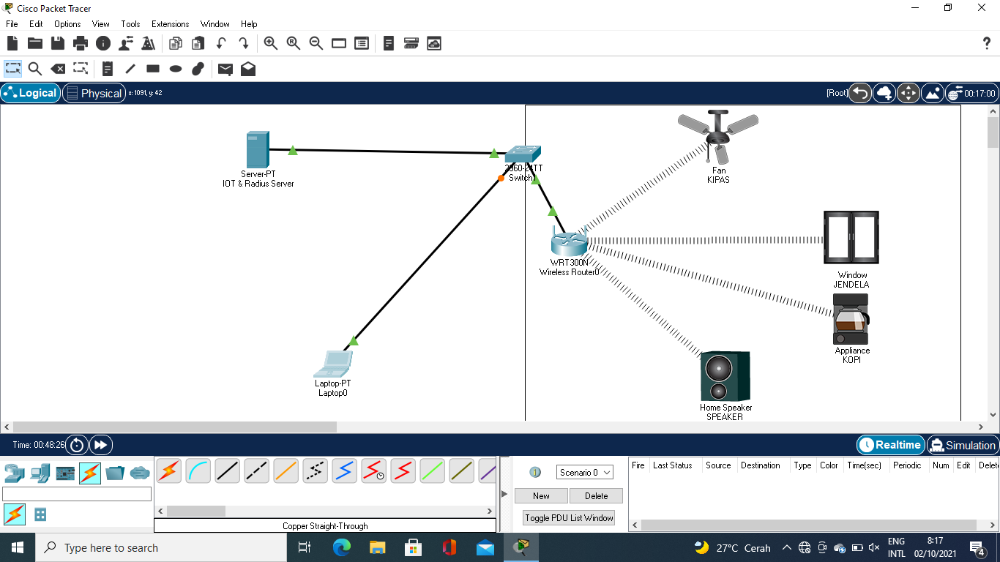 Cisco Packet Tracer
File Edit Options View Tools Extensions Window Help
Logical Physical x: 1091, y: 42 [Root] 00:17:00
Server-PT
IOT & Radius Server
2960-24TT
Switch1
Fan
KIPAS
WRT300N
Wireless Router0
Window
JENDELA
Appliance
KOPI
Laptop-PT
Laptop0
Home Speaker
SPEAKER
Time: 00:48:26 Realtime Simulation
Scenario 0
New Delete
Toggle PDU List Window
Fire Last Status Source Destination Type Color Time(sec) Periodic Num Edit Delet
Copper Straight-Through
Type here to search
27°C Cerah
ENG
INTL
8:17
02/10/2021
4